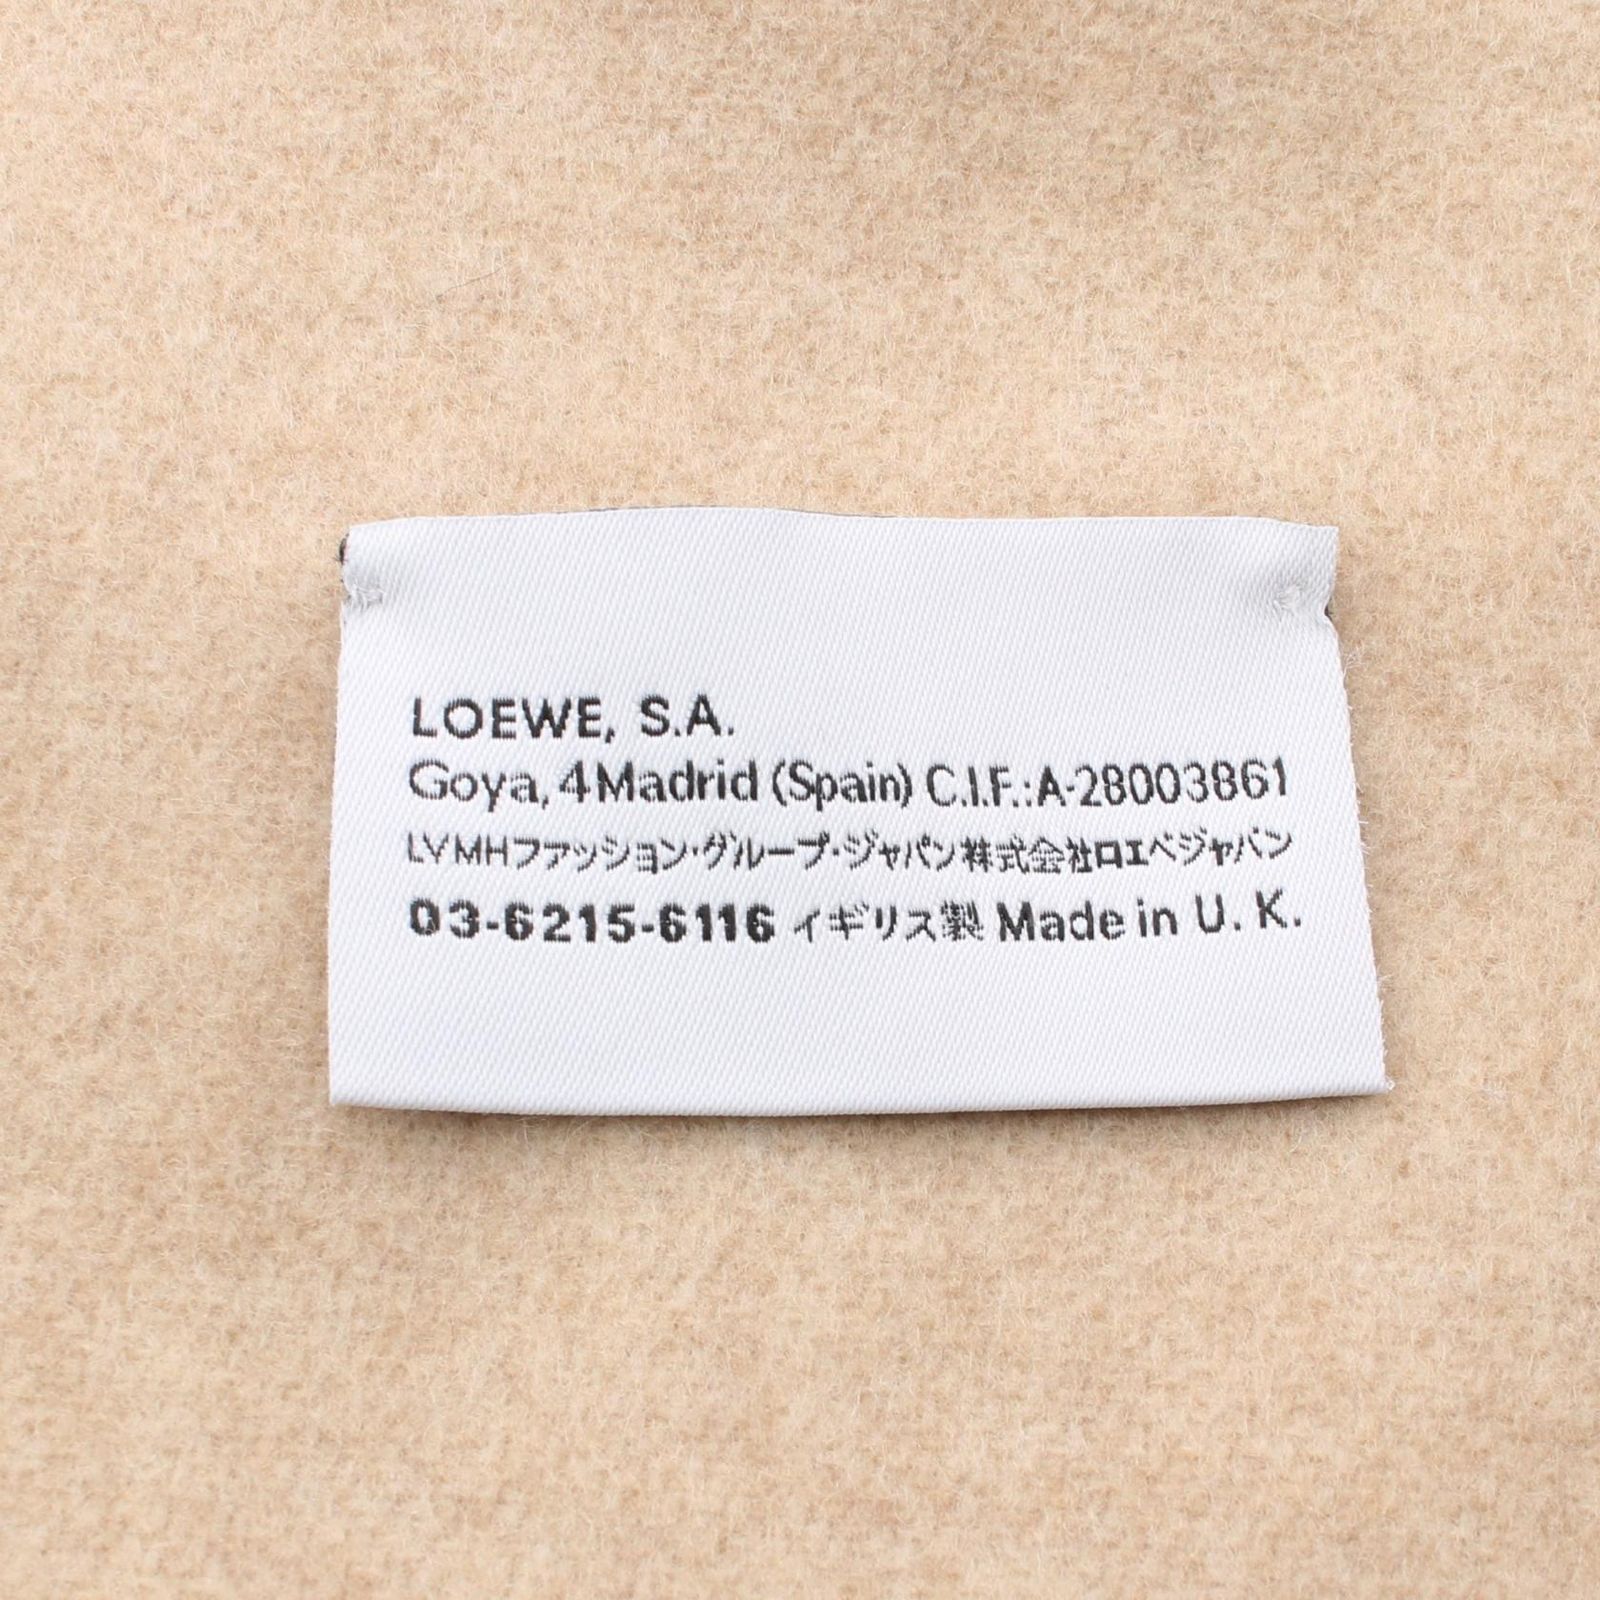 LOEWE, S.A.
Goya, 4 Madrid (Spain) C.I.F.: A-28003861
LVMHファッション・グループ・ジャパン株式会社ロエベジャパン
03-6215-6116 イギリス製 Made in U. K.